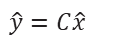 ŷ = Cx̂